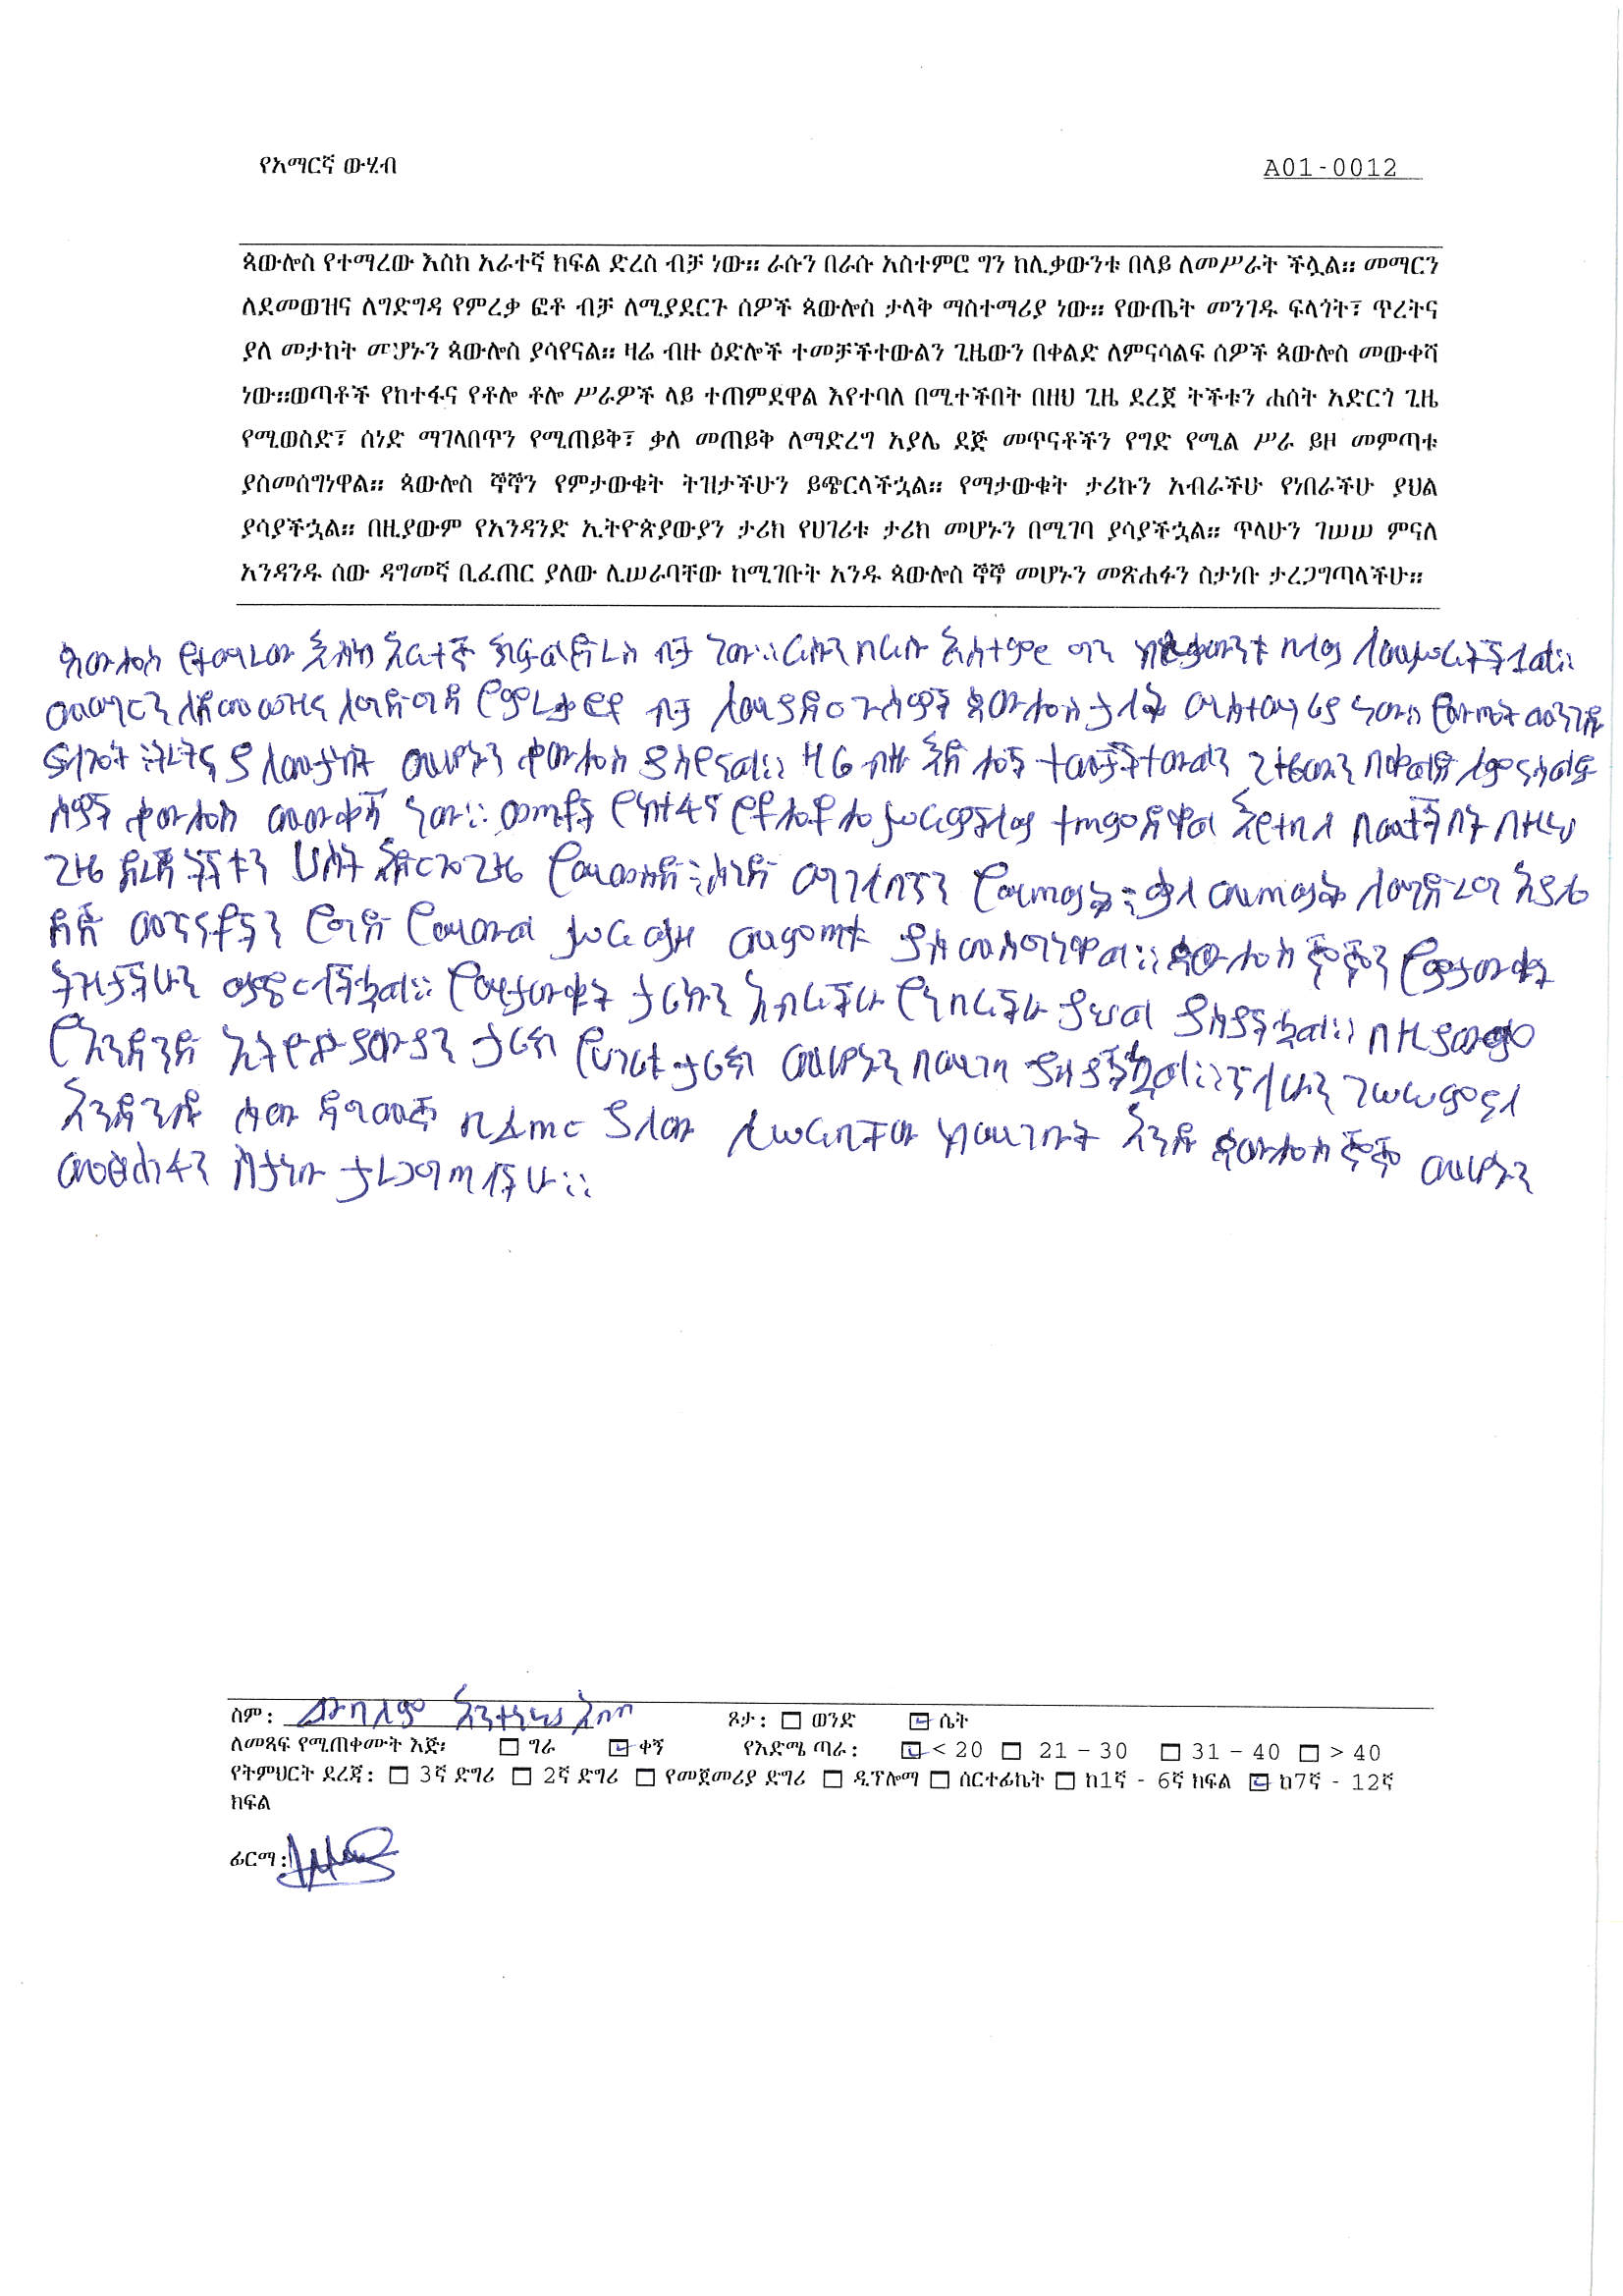 የአማርኛ ውሂብ A01-0012
ጳውሎስ የተማረው እስከ አራተኛ ክፍል ድረስ ብቻ ነው። ራሱን በራሱ አስተምሮ ግን ከሊቃውንቱ በላይ ለመሥራት ችሏል። መማርን
ለደመወዝና ለግድግዳ የምረቃ ፎቶ ብቻ ለሚያደርጉ ሰዎች ጳውሎስ ታላቅ ማስተማሪያ ነው። የውጤት መንገዱ ፍላጎት፣ ጥረትና
ያለ መታከት መሆኑን ጳውሎስ ያሳየናል። ዛሬ ብዙ ዕድሎች ተመቻችተውልን ጊዜውን በቀልድ ለምናሳልፍ ሰዎች ጳውሎስ መውቀሻ
ነው።ወጣቶች የከተፋና የቶሎ ቶሎ ሥራዎች ላይ ተጠምደዋል እየተባለ በሚተችበት በዘህ ጊዜ ደረጀ ትችቱን ሐሰት አድርጎ ጊዜ
የሚወስድ፣ ሰነድ ማገላበጥን የሚጠይቅ፣ ቃለ መጠይቅ ለማድረግ አያሌ ደጅ መጥናቶችን የግድ የሚል ሥራ ይዞ መምጣቱ
ያስመሰግነዋል። ጳውሎስ ኞኞን የምታውቁት ትዝታችሁን ይጭርላችኋል። የማታውቁት ታሪኩን አብራችሁ የነበራችሁ ያህል
ያሳያችኋል። በዚያውም የአንዳንድ ኢትዮጵያውያን ታሪክ የሀገሪቱ ታሪክ መሆኑን በሚገባ ያሳያችኋል። ጥላሁን ገሠሠ ምናለ
አንዳንዱ ሰው ዳግመኛ ቢፈጠር ያለው ሊሠራባቸው ከሚገቡት አንዱ ጳውሎስ ኞኞ መሆኑን መጽሐፉን ስታነቡ ታረጋግጣላችሁ።
ጳውሎስ የተማረው እስከ አራተኛ ክፍል ድረስ ብቻ ነው።ራሱን በራሱ አስተምሮ ግን ከሊቃውንቱ በላይ ለመሥራት ችሏል።
መማርን ለደመወዝና ለግድግዳ የምረቃ ፎቶ ብቻ ለሚያደርጉ ሰዎች ጳውሎስ ታላቅ ማስተማሪያ ነው። የውጤት መንገዱ
ፍላጎት ፣ጥረትና ያለመታከት መሆኑን ጳውሎስ ያሳየናል። ዛሬ ብዙ እድሎች ተመቻችተውልን ጊዜውን በቀልድ ለምናሳልፍ
ሰዎች ጳውሎስ መውቀሻ ነው። ወጣቶች የከተፋና የቶሎ ቶሎ ሥራዎች ላይ ተጠምደዋል እየተባለ በሚተችበት በዚህ
ጊዜ ደረጀ ትችቱን ሀሰት አድርጎ ጊዜ የሚወስድ፣ሰነድ ማገላበጥን የሚጠይቅ፣ ቃለ መጠይቅ ለማድረግ አያሌ
ደጅ መጥናቶችን የግድ የሚል ሥራ ይዞ መምጣቱ ያስመሰግነዋል።ጳውሎስ ኞኞን የምታውቁት
ትዝታችሁን ይጭርላችኋል። የማታውቁት ታሪኩን አብራችሁ የነበራችሁ ያህል ያሳያችኋል። በዚያውም
የአንዳንድ ኢትዮጵያውያን ታሪክ የሀገሪቱ ታሪክ መሆኑን በሚገባ ያሳያችኋል።ጥላሁን ገሠሠ ምናለ
አንዳንዱ ሰው ዳግመኛ ቢፈጠር ያለው ሊሠራባቸው ከሚገቡት አንዱ ጳውሎስ ኞኞ መሆኑን
መፅሐፉን ስታነቡ ታረጋግጣላችሁ።
ስም: ጾታ: ወንድ ሴት
ለመጻፍ የሚጠቀሙት እጅ፡ ግራ ቀኝ የእድሜ ጣራ: < 20 21 – 30 31 – 40 > 40
የትምህርት ደረጃ: 3ኛ ድግሪ 2ኛ ድግሪ የመጀመሪያ ድግሪ ዲፕሎማ ሰርተፊኬት ከ1ኛ - 6ኛ ክፍል ከ7ኛ - 12ኛ
ክፍል
ፊርማ: